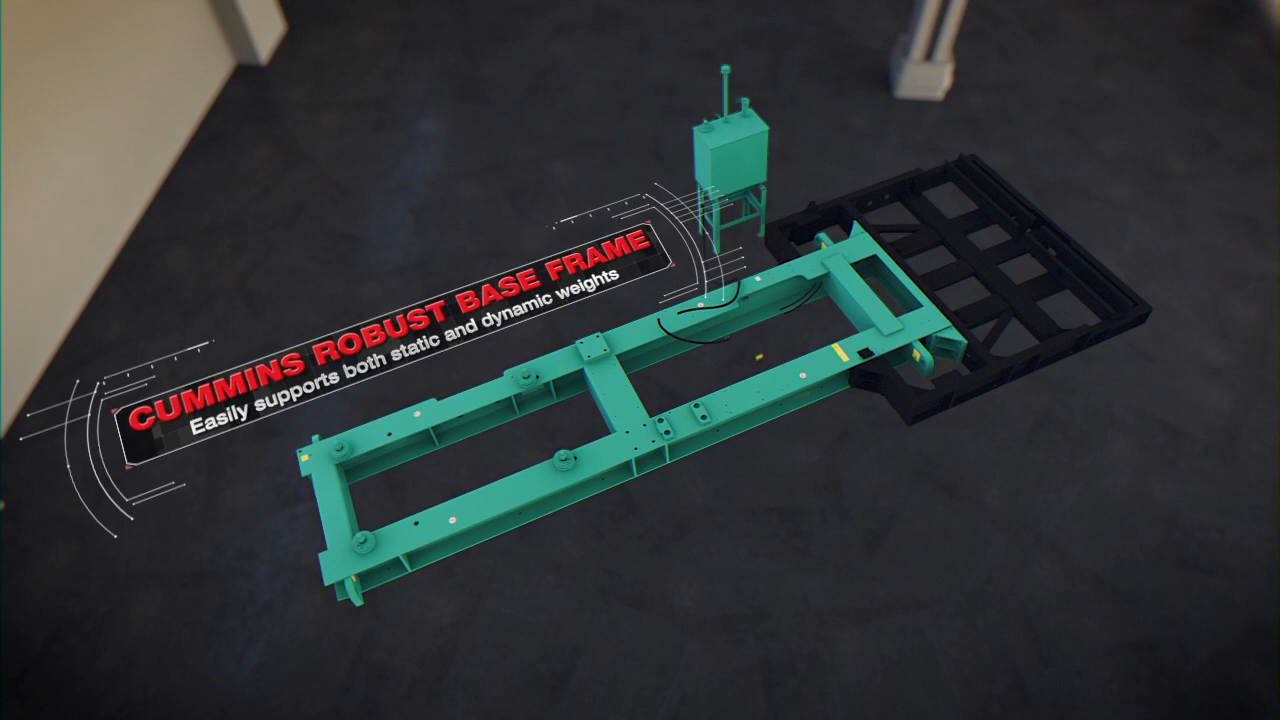 CUMMINS ROBUST BASE FRAME
Easily supports both static and dynamic weights